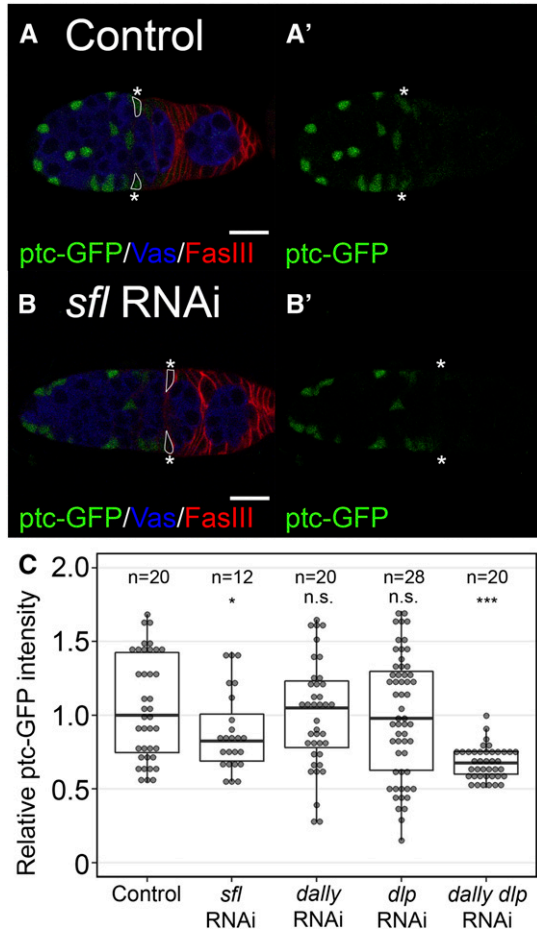 A Control A'
*
*
*
*
ptc-GFP/Vas/FasIII ptc-GFP
B sfl RNAi B'
*
*
*
*
ptc-GFP/Vas/FasIII ptc-GFP
C
2.0
1.5
1.0
0.5
0
Relative ptc-GFP intensity
n=20 n=12 n=20 n=28 n=20
* n.s. n.s. ***
Control sfl dally dlp dally dlp
RNAi RNAi RNAi RNAi